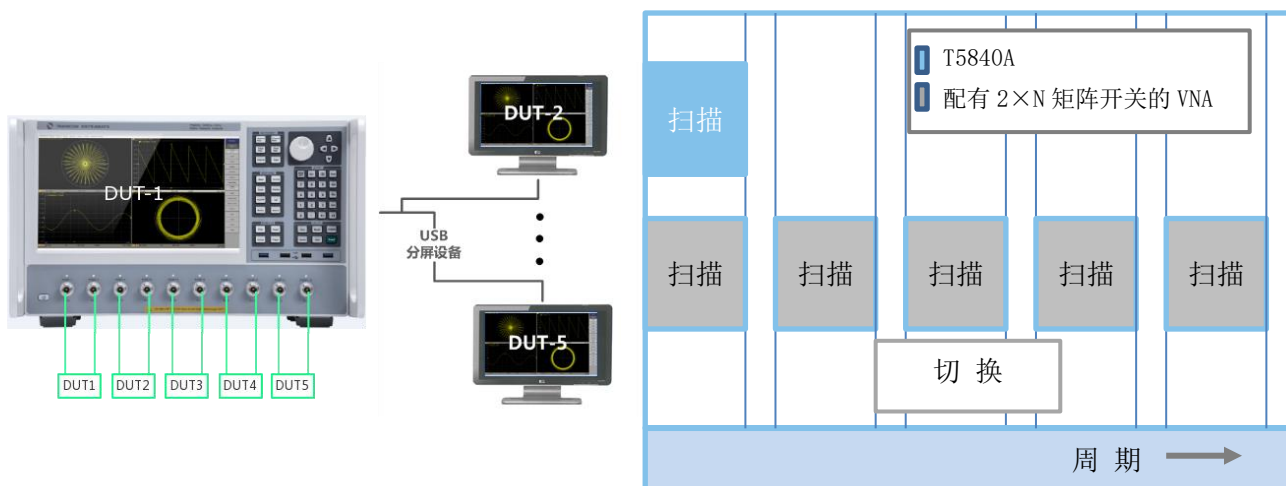 DUT-1
DUT1
DUT2
DUT3
DUT4
DUT5
USB
分屏设备
DUT-2
DUT-5
T5840A
配有 2×N 矩阵开关的 VNA
扫描
扫描
扫描
扫描
扫描
扫描
切 换
周 期